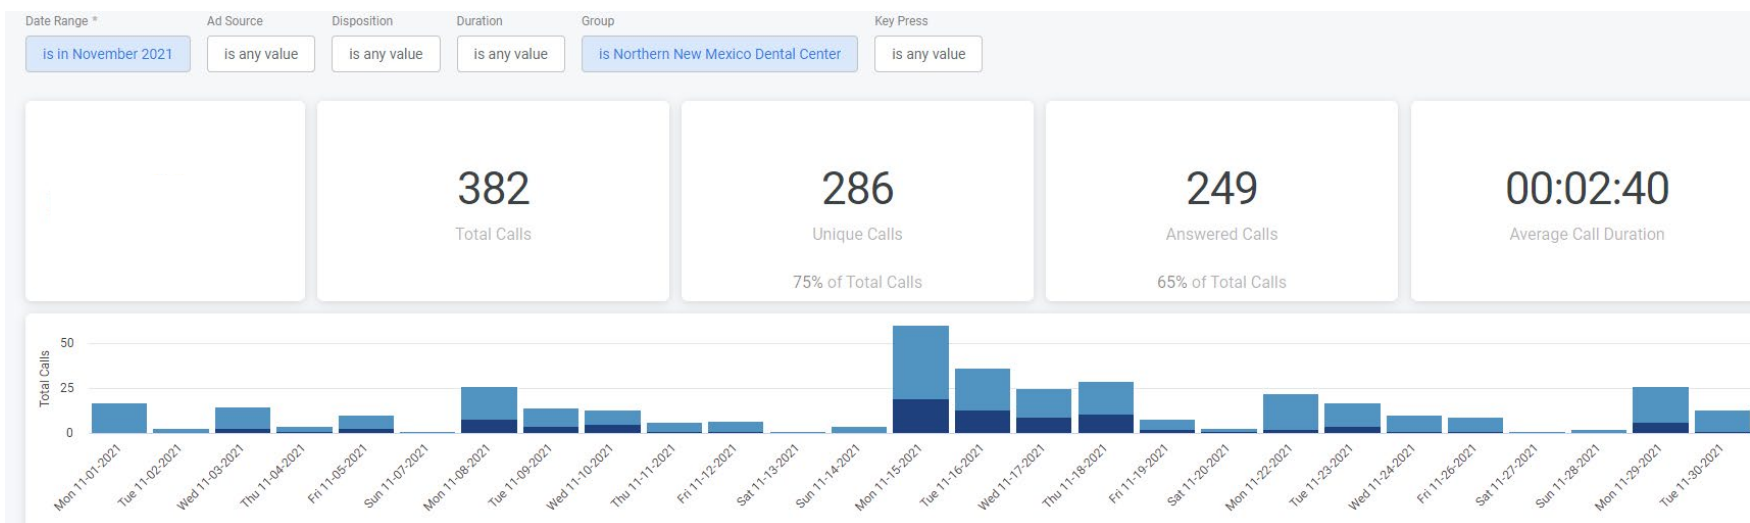 Date Range * Ad Source Disposition Duration Group Key Press
is in November 2021 is any value is any value is any value is Northern New Mexico Dental Center is any value
382 286 249 00:02:40
Total Calls Unique Calls Answered Calls Average Call Duration
75% of Total Calls 65% of Total Calls
Total Calls
50
25
0
Mon 11-01-2021 Tue 11-02-2021 Wed 11-03-2021 Thu 11-04-2021 Fri 11-05-2021 Sun 11-07-2021 Mon 11-08-2021 Tue 11-09-2021 Wed 11-10-2021 Thu 11-11-2021 Fri 11-12-2021 Sat 11-13-2021 Sun 11-14-2021 Mon 11-15-2021 Tue 11-16-2021 Wed 11-17-2021 Thu 11-18-2021 Fri 11-19-2021 Sat 11-20-2021 Mon 11-22-2021 Tue 11-23-2021 Wed 11-24-2021 Fri 11-26-2021 Sat 11-27-2021 Sun 11-28-2021 Mon 11-29-2021 Tue 11-30-2021